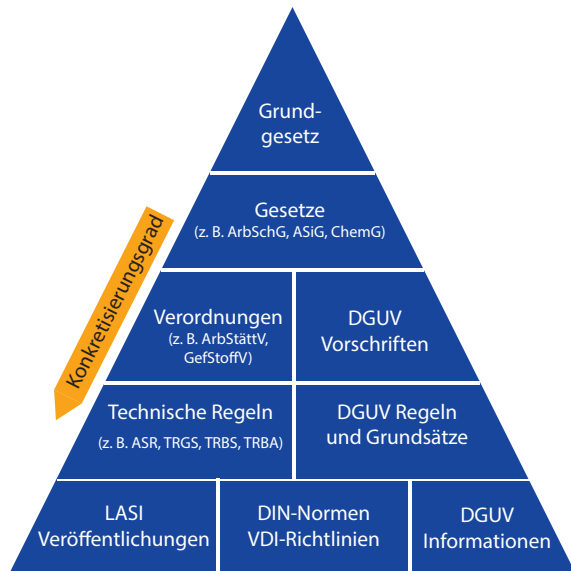 Grund-
gesetz
Gesetze
(z. B. ArbSchG, ASiG, ChemG)
Konkretisierungsgrad
Verordnungen
(z. B. ArbStättV,
GefStoffV)
DGUV
Vorschriften
Technische Regeln
(z. B. ASR, TRGS, TRBS, TRBA)
DGUV Regeln
und Grundsätze
LASI
Veröffentlichungen
DIN-Normen
VDI-Richtlinien
DGUV
Informationen